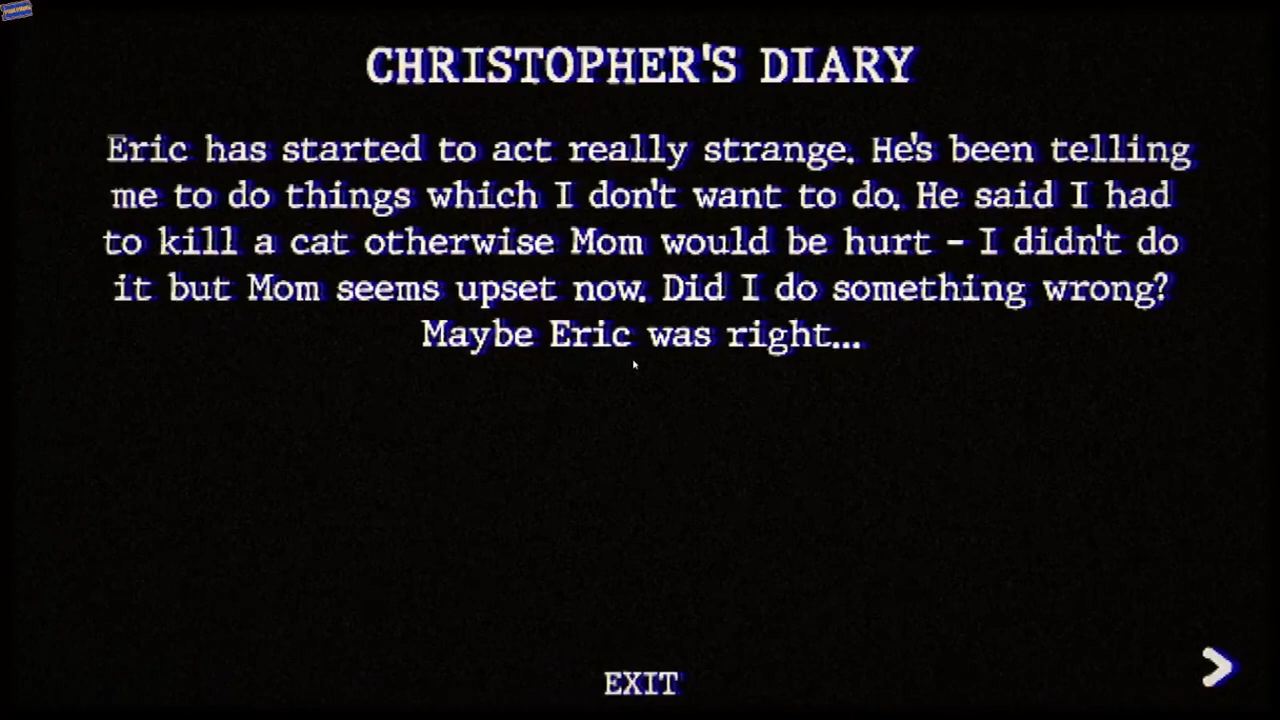 CHRISTOPHER'S DIARY
Eric has started to act really strange. He's been telling
me to do things which I don't want to do. He said I had
to kill a cat otherwise Mom would be hurt - I didn't do
it but Mom seems upset now. Did I do something wrong?
Maybe Eric was right...
EXIT